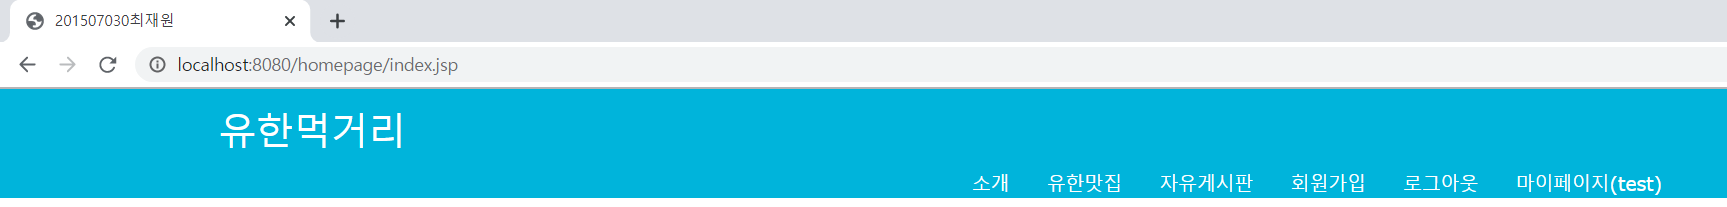 201507030최재원
localhost:8080/homepage/index.jsp
유한먹거리
소개 유한맛집 자유게시판 회원가입 로그아웃 마이페이지(test)